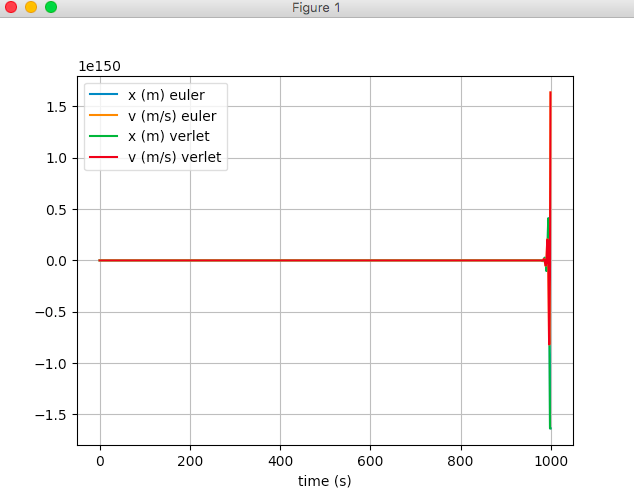 Figure 1
1e150
x (m) euler
v (m/s) euler
x (m) verlet
v (m/s) verlet
1.5
1.0
0.5
0.0
−0.5
−1.0
−1.5
0 200 400 600 800 1000
time (s)